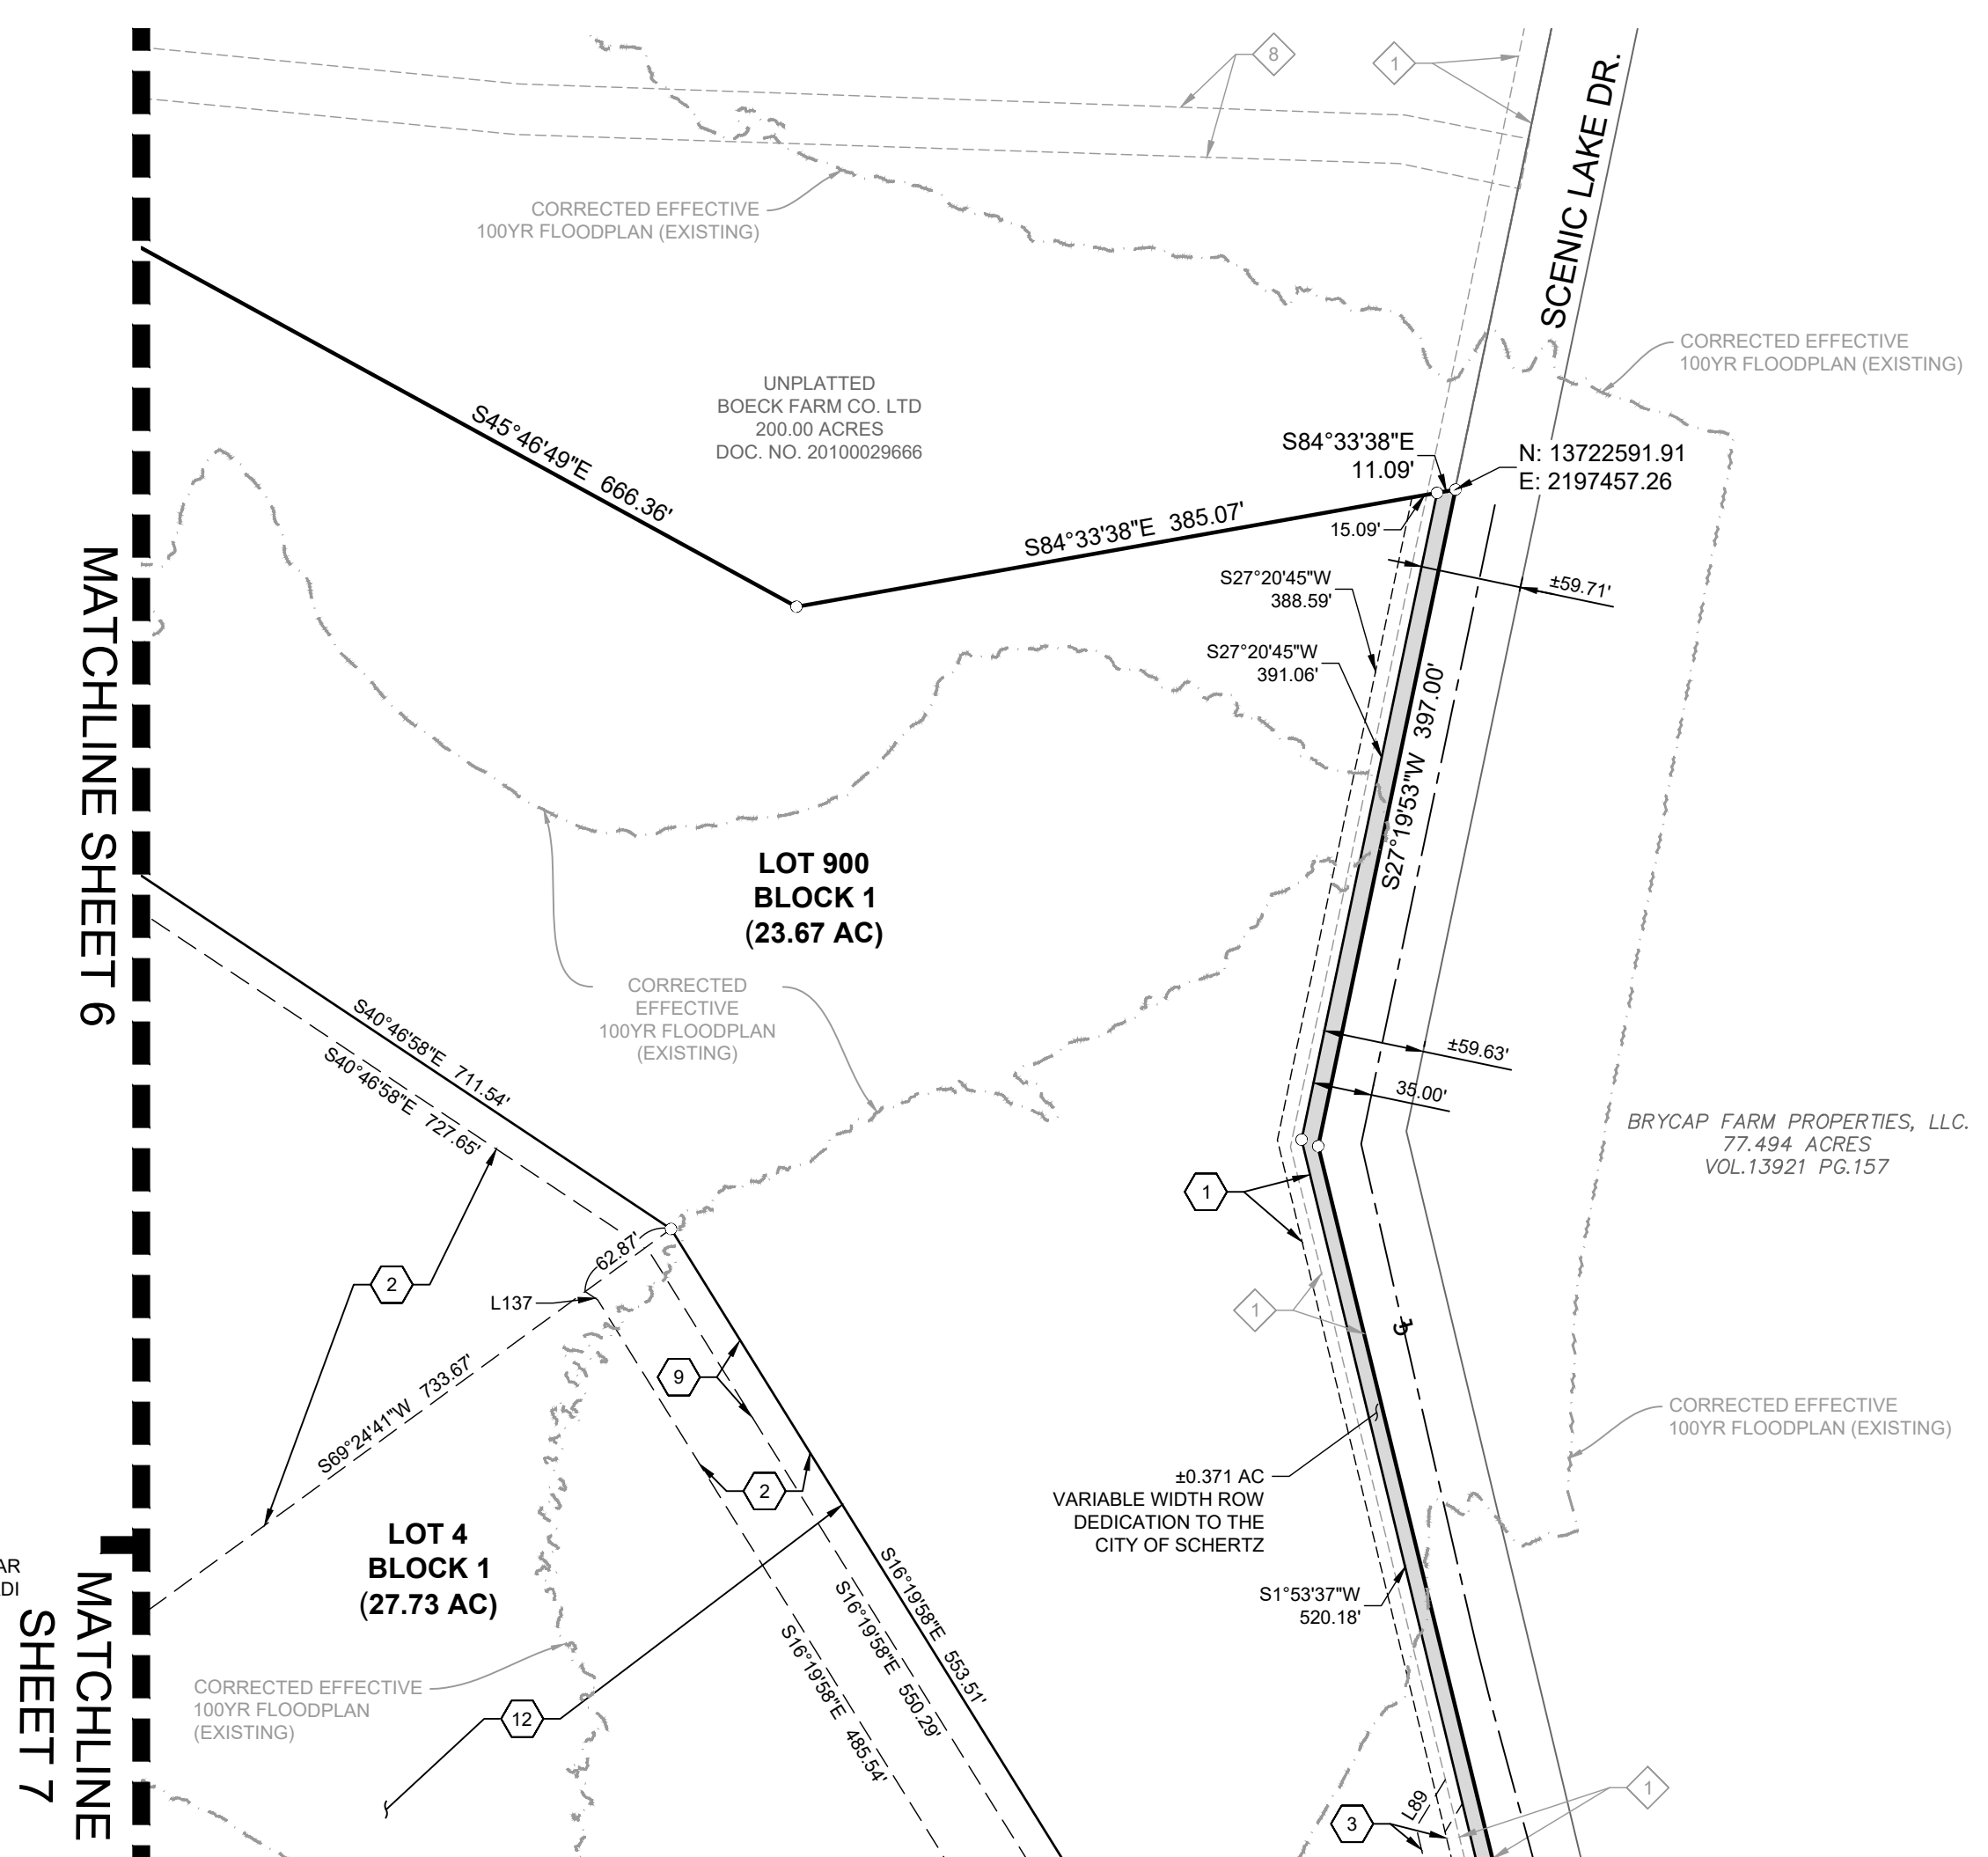 8
1
SCENIC LAKE DR.
CORRECTED EFFECTIVE
100YR FLOODPLAN (EXISTING)
CORRECTED EFFECTIVE
100YR FLOODPLAN (EXISTING)
UNPLATTED
BOECK FARM CO. LTD
200.00 ACRES
DOC. NO. 20100029666
S45°46'49"E 666.36'
S84°33'38"E
11.09'
N: 13722591.91
E: 2197457.26
S84°33'38"E 385.07'
15.09'
±59.71'
S27°20'45"W
388.59'
S27°20'45"W
391.06'
S27°19'53"W 397.00'
MATCHLINE SHEET 6
LOT 900
BLOCK 1
(23.67 AC)
CORRECTED
EFFECTIVE
100YR FLOODPLAN
(EXISTING)
S40°46'58"E 711.54'
S40°46'58"E 727.65'
±59.63'
35.00'
BRYCAP FARM PROPERTIES, LLC.
77.494 ACRES
VOL.13921 PG.157
1
62.87'
2
L137
1
9
S69°24'41"W 733.67'
CORRECTED EFFECTIVE
100YR FLOODPLAN (EXISTING)
2
±0.371 AC
VARIABLE WIDTH ROW
DEDICATION TO THE
CITY OF SCHERTZ
LOT 4
BLOCK 1
(27.73 AC)
AR
DI
S1°53'37"W
520.18'
S16°19'58"E 553.51'
S16°19'58"E 550.29'
S16°19'58"E 485.54'
MATCHLINE
SHEET 7
CORRECTED EFFECTIVE
100YR FLOODPLAN
(EXISTING)
12
L89
3
1